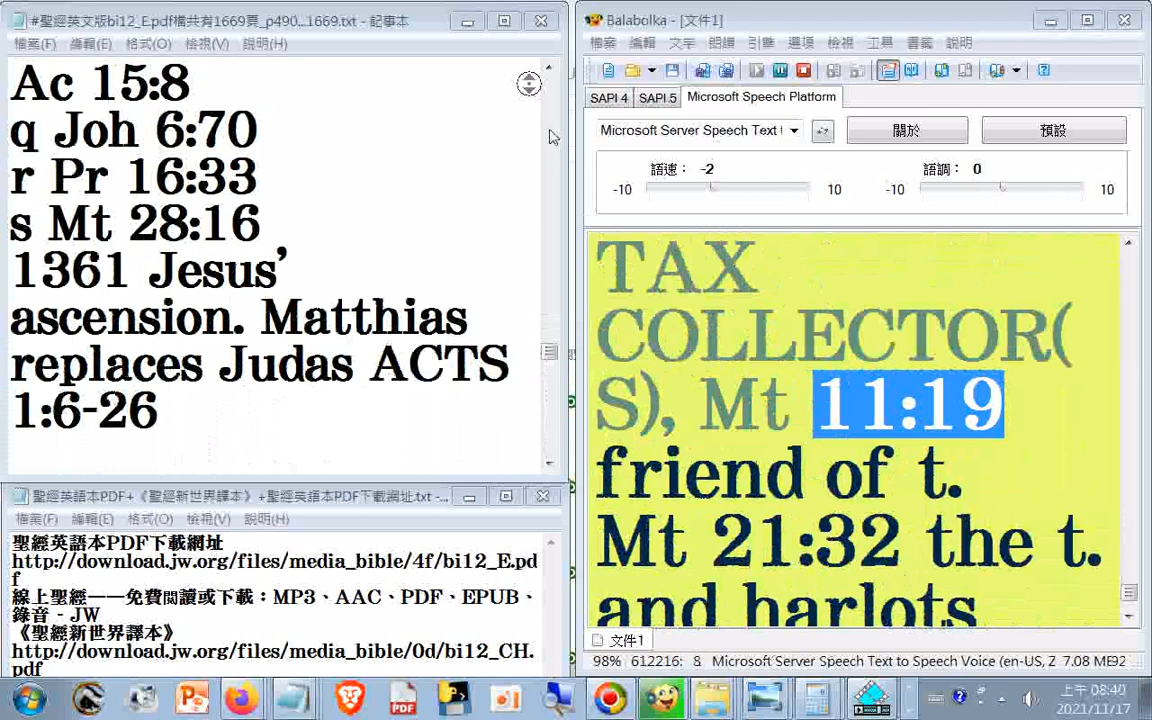 #聖經英文版bi12_E.pdf檔共有1669頁_p490,...1669.txt - 記事本
檔案(F) 編輯(E) 格式(O) 檢視(V) 說明(H)
Ac 15:8
q Joh 6:70
r Pr 16:33
s Mt 28:16
1361 Jesus’
ascension. Matthias
replaces Judas ACTS
1:6-26
聖經英語本PDF+《聖經新世界譯本》+聖經英語本PDF下載網址.txt -...
檔案(F) 編輯(E) 格式(O) 檢視(V) 說明(H)
聖經英語本PDF下載網址
http://download.jw.org/files/media_bible/4f/bi12_E.pd
f
線上聖經——免費閱讀或下載：MP3、AAC、PDF、EPUB、
錄音 - JW
《聖經新世界譯本》
http://download.jw.org/files/media_bible/0d/bi12_CH.
pdf
Balabolka - [文件1]
檔案 編輯 文字 朗讀 引擎 選項 檢視 工具 書籤 說明
SAPI 4 SAPI 5 Microsoft Speech Platform
Microsoft Server Speech Text 關於 預設
語速： -2 語調： 0
-10 10 -10 10
TAX
COLLECTOR(
S), Mt 11:19
friend of t.
Mt 21:32 the t.
and harlots
文件1
98% 612216: 8 Microsoft Server Speech Text to Speech Voice (en-US, Z 7.08 ME92
PDF
上午 08:40
2021/11/17